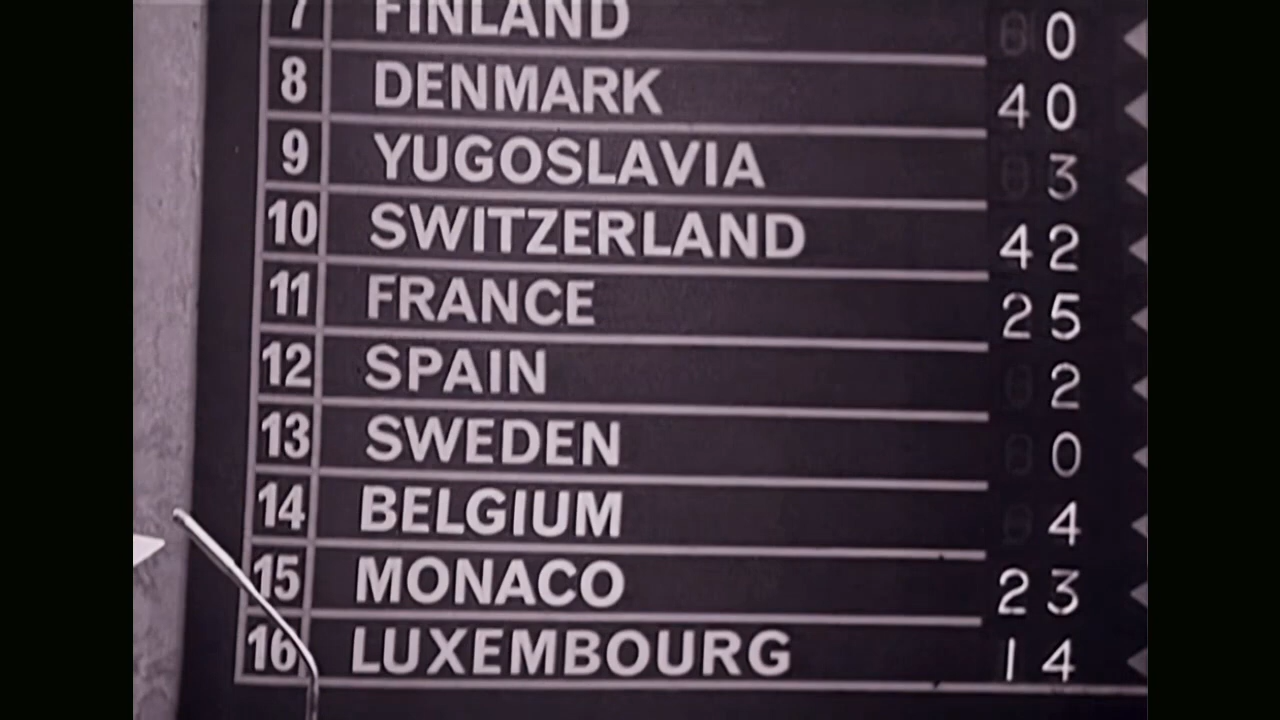 7 FINLAND 0
8 DENMARK 40
9 YUGOSLAVIA 3
10 SWITZERLAND 42
11 FRANCE 25
12 SPAIN 2
13 SWEDEN 0
14 BELGIUM 4
15 MONACO 23
16 LUXEMBOURG 14